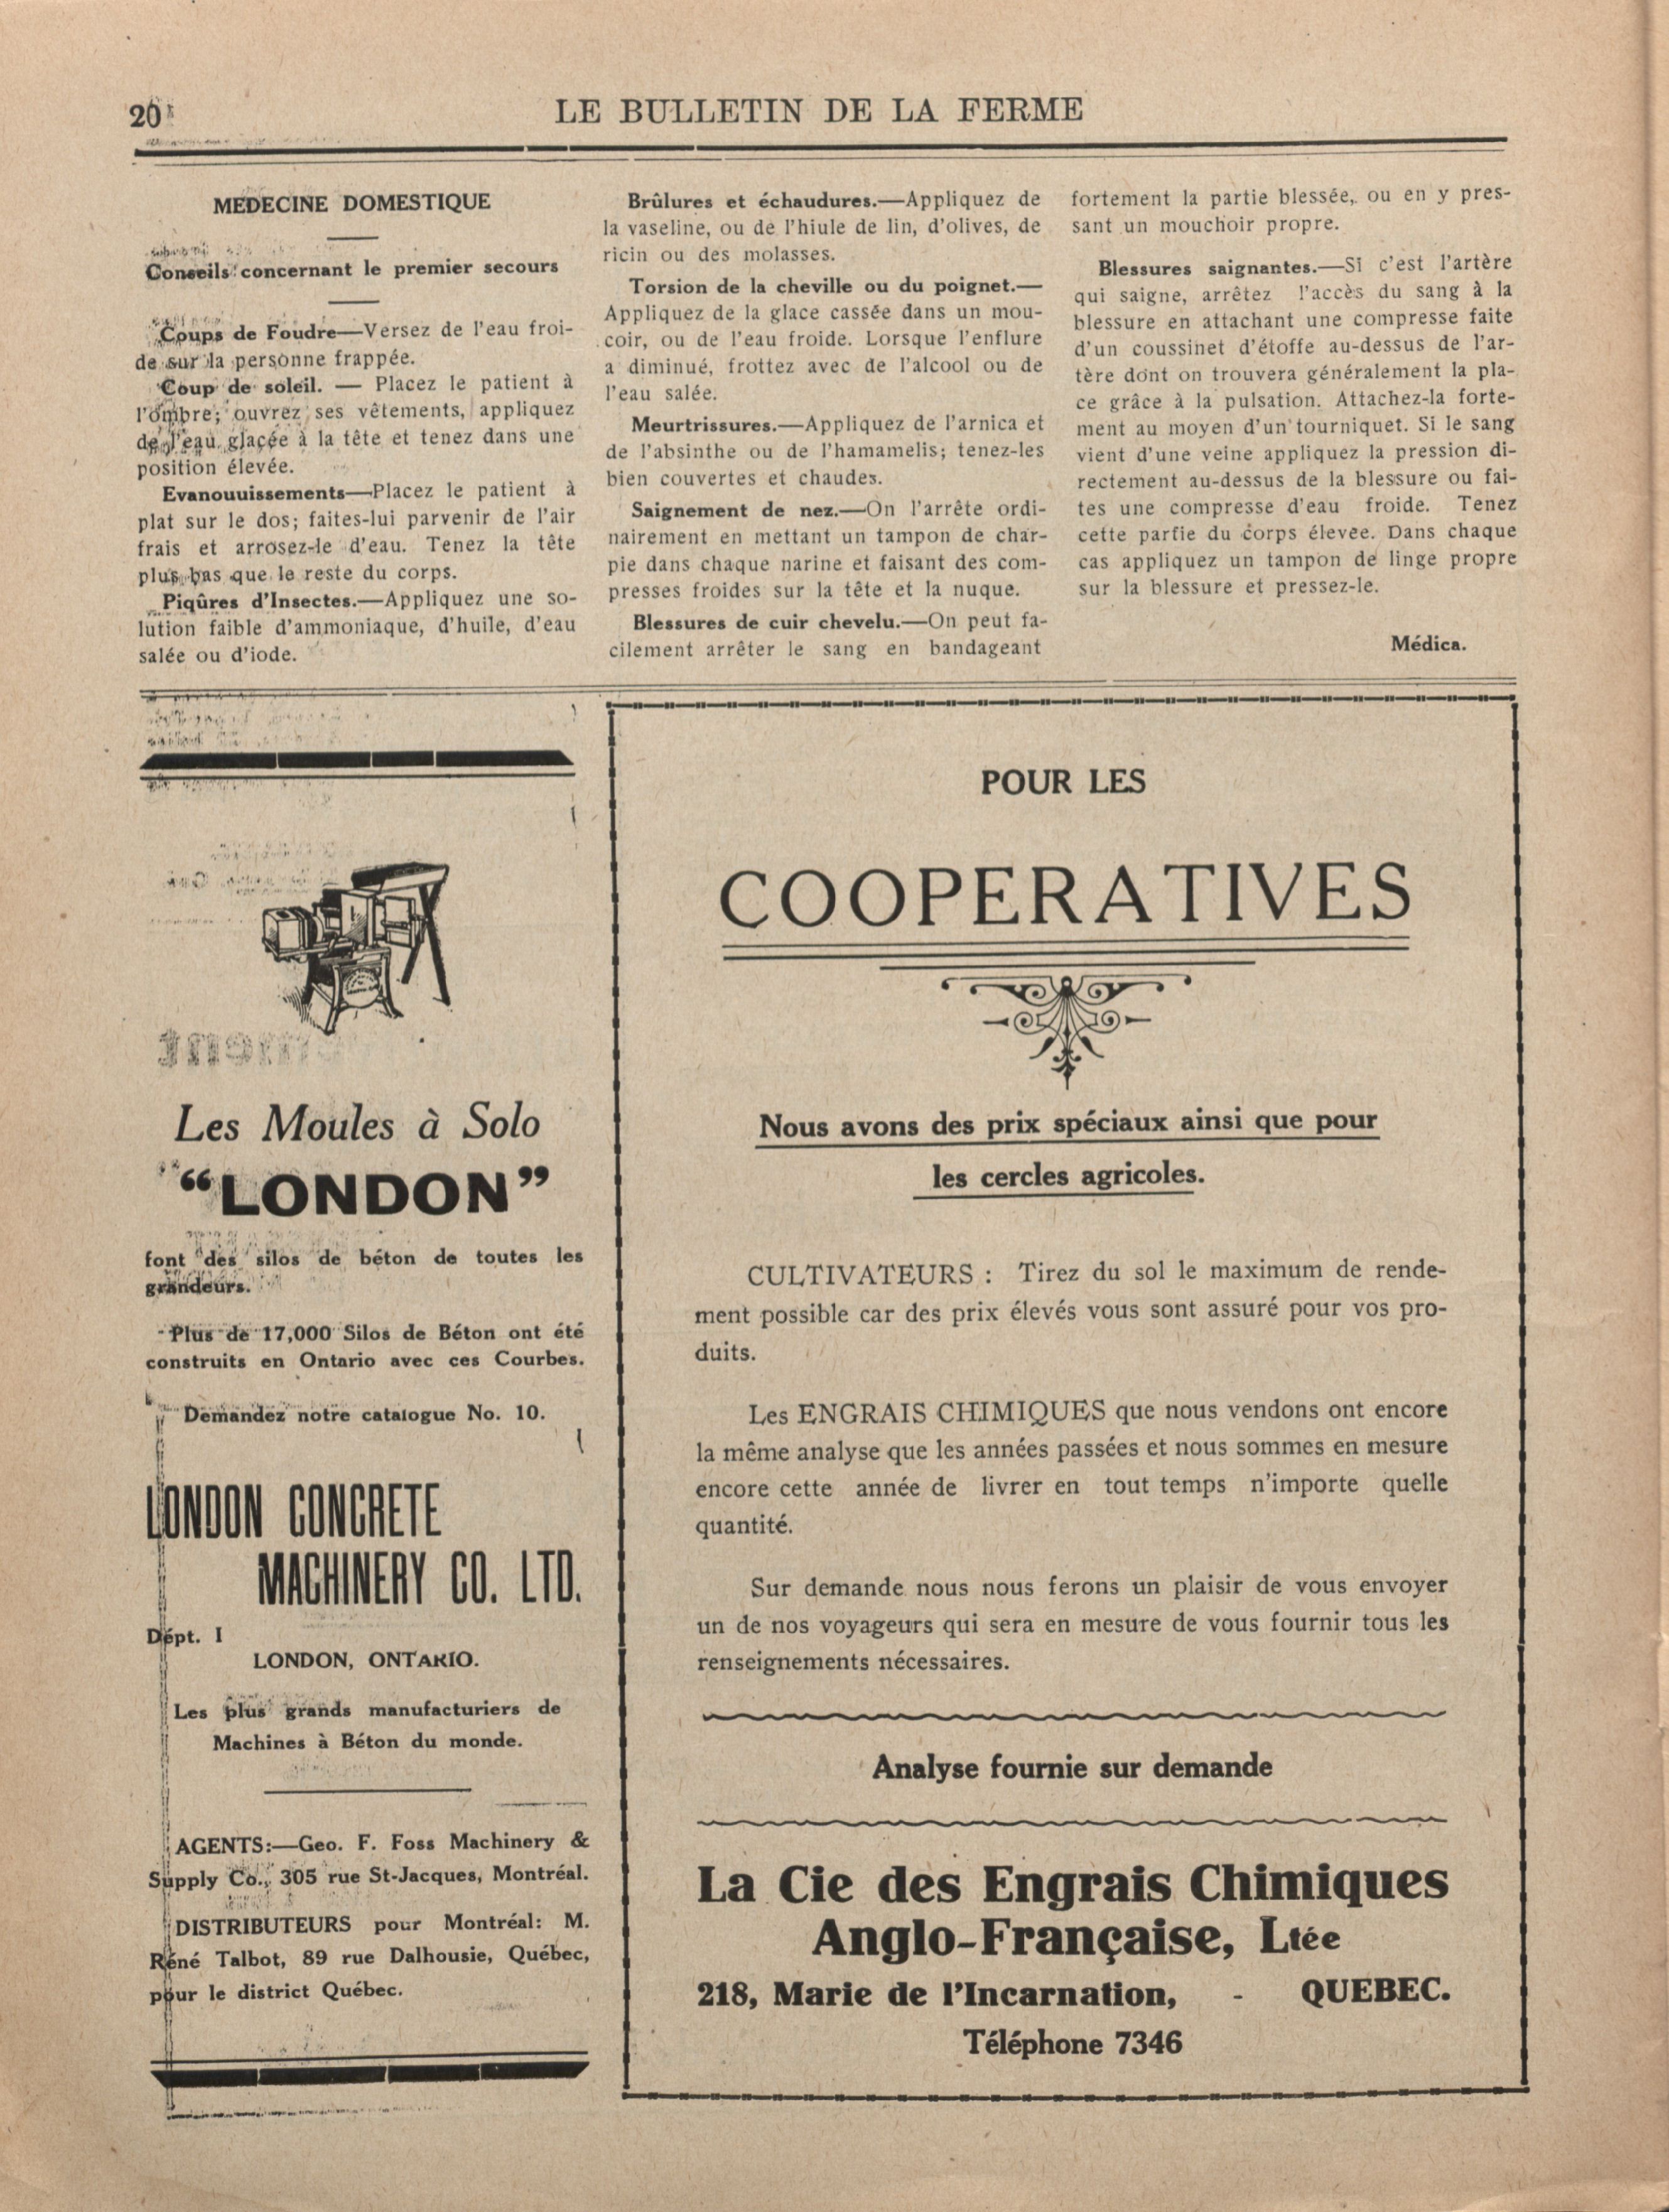 20
LE BULLETIN DE LA FERME
MEDECINE DOMESTIQUE
Conseils concernant le premier secours
Coups de Foudre—Versez de l'eau froi-
de sur la personne frappée.
Coup de soleil. — Placez le patient à
l'ombre; ouvrez ses vêtements, appliquez
de l'eau glacée à la tête et tenez dans une
position élevée.
Evanouuissements—Placez le patient à
plat sur le dos; faites-lui parvenir de l'air
frais et arrosez-le d'eau. Tenez la tête
plus bas que le reste du corps.
Piqûres d'Insectes.—Appliquez une so-
lution faible d'ammoniaque, d'huile, d'eau
salée ou d'iode.
Brûlures et échaudures.—Appliquez de
la vaseline, ou de l'hiule de lin, d'olives, de
ricin ou des molasses.
Torsion de la cheville ou du poignet.—
Appliquez de la glace cassée dans un mou-
coir, ou de l'eau froide. Lorsque l'enflure
a diminué, frottez avec de l'alcool ou de
l'eau salée.
Meurtrissures.—Appliquez de l'arnica et
de l'absinthe ou de l'hamamelis; tenez-les
bien couvertes et chaudes.
Saignement de nez.—On l'arrête ordi-
nairement en mettant un tampon de char-
pie dans chaque narine et faisant des com-
presses froides sur la tête et la nuque.
Blessures de cuir chevelu.—On peut fa-
cilement arrêter le sang en bandageant
fortement la partie blessée, ou en y pres-
sant un mouchoir propre.
Blessures saignantes.—Si c'est l'artère
qui saigne, arrêtez l'accès du sang à la
blessure en attachant une compresse faite
d'un coussinet d'étoffe au-dessus de l'ar-
tère dont on trouvera généralement la pla-
ce grâce à la pulsation. Attachez-la forte-
ment au moyen d'un tourniquet. Si le sang
vient d'une veine appliquez la pression di-
rectement au-dessus de la blessure ou fai-
tes une compresse d'eau froide. Tenez
cette partie du corps élevee. Dans chaque
cas appliquez un tampon de linge propre
sur la blessure et pressez-le.
Médica.
Les Moules à Solo
“LONDON”
font des silos de béton de toutes les
grandeurs.
Plus de 17,000 Silos de Béton ont été
construits en Ontario avec ces Courbes.
Demandez notre catalogue No. 10.
LONDON CONCRETE
MACHINERY CO. LTD.
Dépt. I
LONDON, ONTARIO.
Les plus grands manufacturiers de
Machines à Béton du monde.
AGENTS:—Geo. F. Foss Machinery &
Supply Co., 305 rue St-Jacques, Montréal.
DISTRIBUTEURS pour Montréal: M.
Réné Talbot, 89 rue Dalhousie, Québec,
pour le district Québec.
POUR LES
COOPERATIVES
Nous avons des prix spéciaux ainsi que pour
les cercles agricoles.
CULTIVATEURS : Tirez du sol le maximum de rende-
ment possible car des prix élevés vous sont assuré pour vos pro-
duits.
Les ENGRAIS CHIMIQUES que nous vendons ont encore
la même analyse que les années passées et nous sommes en mesure
encore cette année de livrer en tout temps n'importe quelle
quantité.
Sur demande nous nous ferons un plaisir de vous envoyer
un de nos voyageurs qui sera en mesure de vous fournir tous les
renseignements nécessaires.
Analyse fournie sur demande
La Cie des Engrais Chimiques
Anglo-Française, Ltée
218, Marie de l'Incarnation, - QUEBEC.
Téléphone 7346